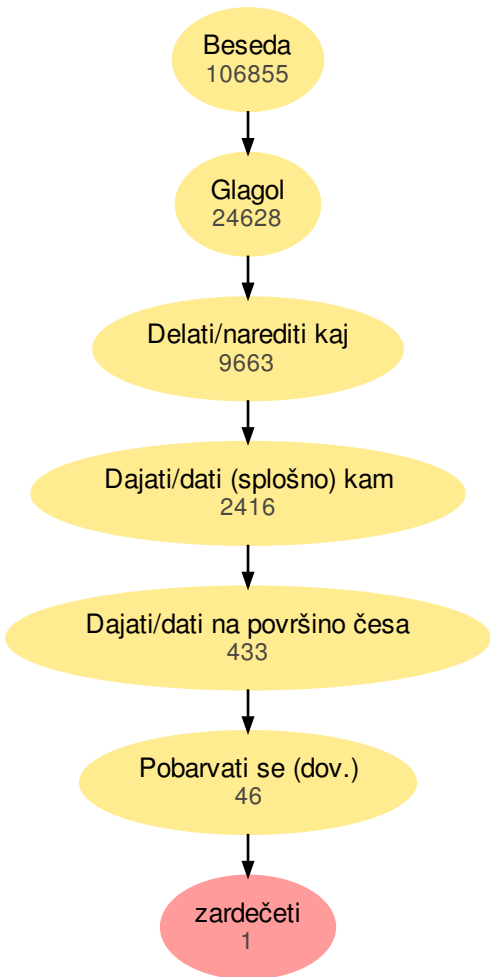 Beseda
106855
Glagol
24628
Delati/narediti kaj
9663
Dajati/dati (splošno) kam
2416
Dajati/dati na površino česa
433
Pobarvati se (dov.)
46
zardečeti
1